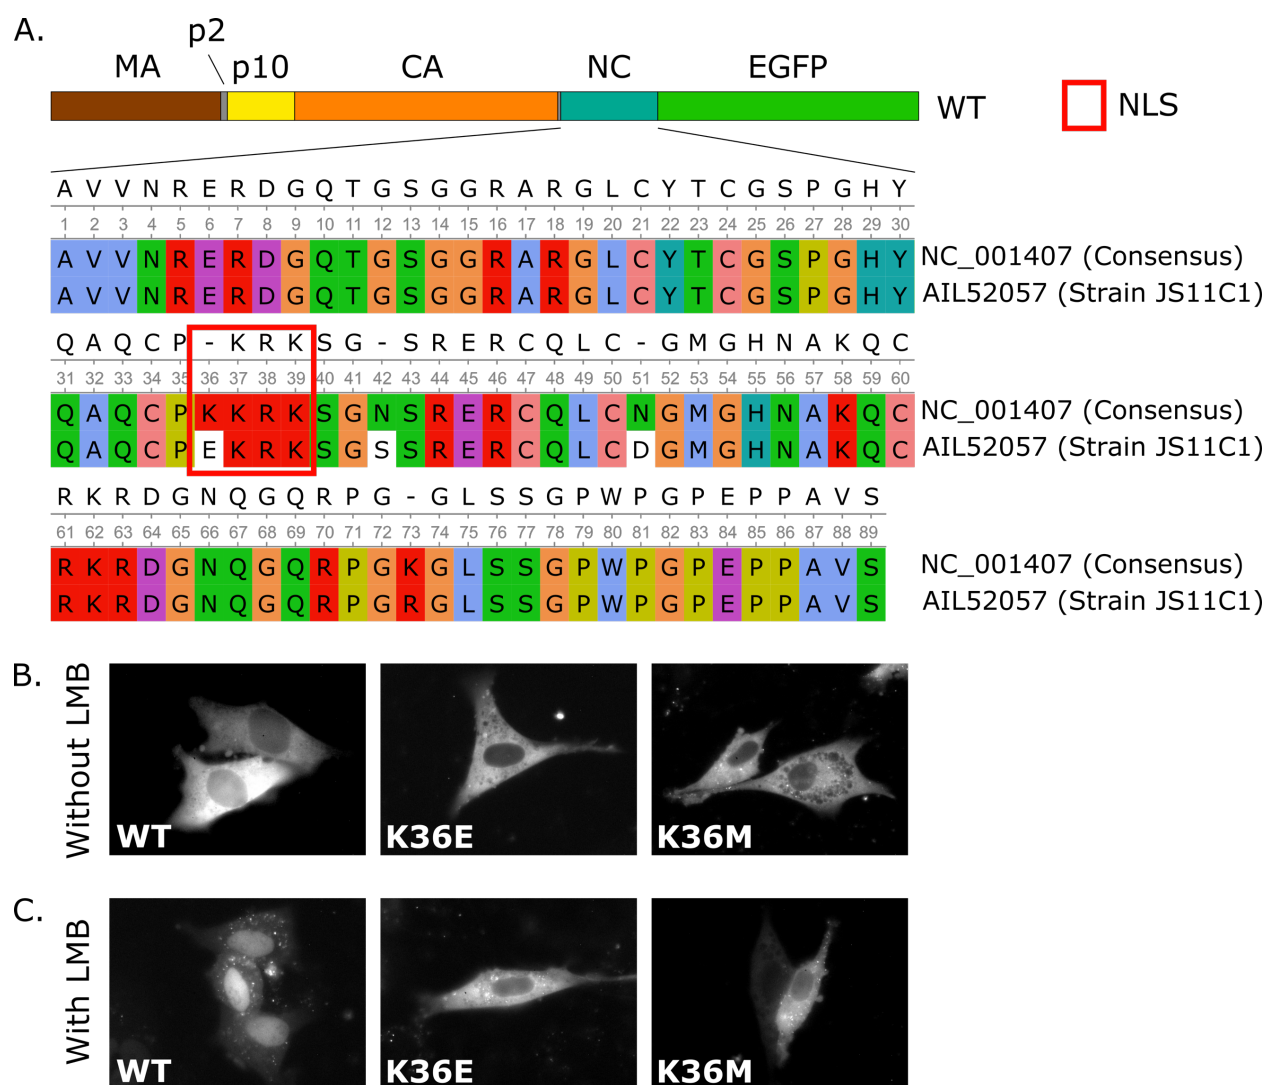 A.
p2
MA p10 CA NC EGFP
WT
NLS
A V V N R E R D G Q T G S G G R A R G L C Y T C G S P G H Y
1 2 3 4 5 6 7 8 9 10 11 12 13 14 15 16 17 18 19 20 21 22 23 24 25 26 27 28 29 30
A V V N R E R D G Q T G S G G R A R G L C Y T C G S P G H Y NC_001407 (Consensus)
A V V N R E R D G Q T G S G G R A R G L C Y T C G S P G H Y AIL52057 (Strain JS11C1)
Q A Q C P - K R K S G - S R E R C Q L C - G M G H N A K Q C
31 32 33 34 35 36 37 38 39 40 41 42 43 44 45 46 47 48 49 50 51 52 53 54 55 56 57 58 59 60
Q A Q C P K K R K S G N S R E R C Q L C N G M G H N A K Q C NC_001407 (Consensus)
Q A Q C P E K R K S G S S R E R C Q L C D G M G H N A K Q C AIL52057 (Strain JS11C1)
R K R D G N Q G Q R P G - G L S S G P W P G P E P P A V S
61 62 63 64 65 66 67 68 69 70 71 72 73 74 75 76 77 78 79 80 81 82 83 84 85 86 87 88 89
R K R D G N Q G Q R P G K G L S S G P W P G P E P P A V S NC_001407 (Consensus)
R K R D G N Q G Q R P G R G L S S G P W P G P E P P A V S AIL52057 (Strain JS11C1)
B.
Without LMB
WT K36E K36M
C.
With LMB
WT K36E K36M